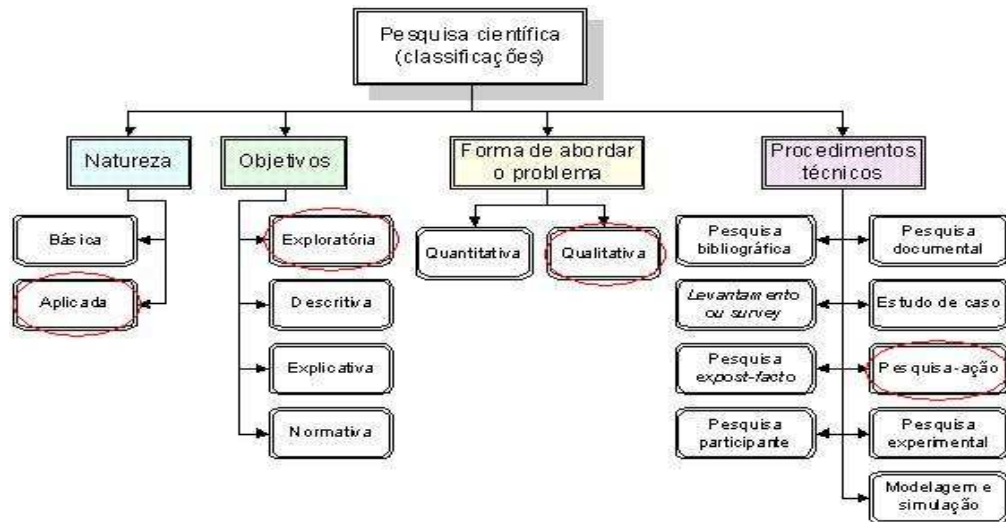 Pesquisa científica
(classificações)
Natureza
Objetivos
Forma de abordar
o problema
Procedimentos
técnicos
Básica
Aplicada
Exploratória
Descritiva
Explicativa
Normativa
Quantitativa
Qualitativa
Pesquisa
bibliográfica
Pesquisa
documental
Levantamento
ou survey
Estudo de caso
Pesquisa
expost-facto
Pesquisa-ação
Pesquisa
participante
Pesquisa
experimental
Modelagem e
simulação